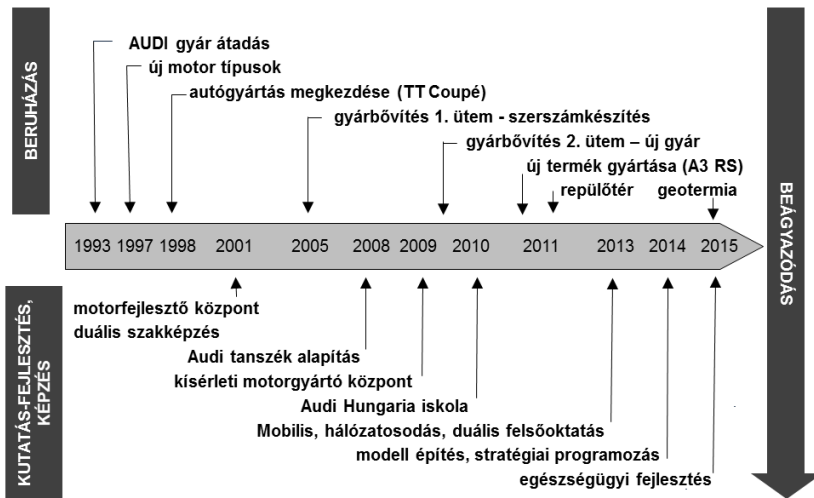 BERUHÁZÁS
AUDI gyár átadás
új motor típusok
autógyártás megkezdése (TT Coupé)
gyárbővítés 1. ütem - szerszámkészítés
gyárbővítés 2. ütem – új gyár
új termék gyártása (A3 RS)
repülőtér geotermia
1993 1997 1998 2001 2005 2008 2009 2010 2011 2013 2014 2015
BEÁGYAZÓDÁS
KUTATÁS-FEJLESZTÉS,
KÉPZÉS
motorfejlesztő központ
duális szakképzés
Audi tanszék alapítás
kísérleti motorgyártó központ
Audi Hungaria iskola
Mobilis, hálózatosodás, duális felsőoktatás
modell építés, stratégiai programozás
egészségügyi fejlesztés